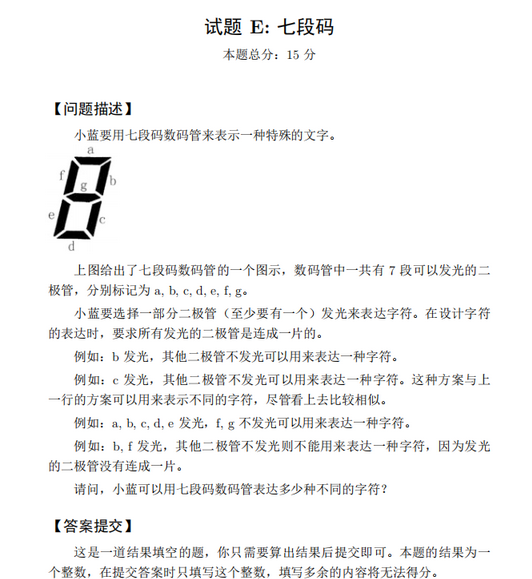 试题 E: 七段码
本题总分：15 分
【问题描述】
小蓝要用七段码数码管来表示一种特殊的文字。
a
f
b
g
e
c
d
上图给出了七段码数码管的一个图示，数码管中一共有 7 段可以发光的二
极管，分别标记为 a, b, c, d, e, f, g。
小蓝要选择一部分二极管（至少要有一个）发光来表达字符。在设计字符
的表达时，要求所有发光的二极管是连成一片的。
例如：b 发光，其他二极管不发光可以用来表达一种字符。
例如：c 发光，其他二极管不发光可以用来表达一种字符。这种方案与上
一行的方案可以用来表示不同的字符，尽管看上去比较相似。
例如：a, b, c, d, e 发光，f, g 不发光可以用来表达一种字符。
例如：b, f 发光，其他二极管不发光则不能用来表达一种字符，因为发光
的二极管没有连成一片。
请问，小蓝可以用七段码数码管表达多少种不同的字符？
【答案提交】
这是一道结果填空的题，你只需要算出结果后提交即可。本题的结果为一
个整数，在提交答案时只填写这个整数，填写多余的内容将无法得分。